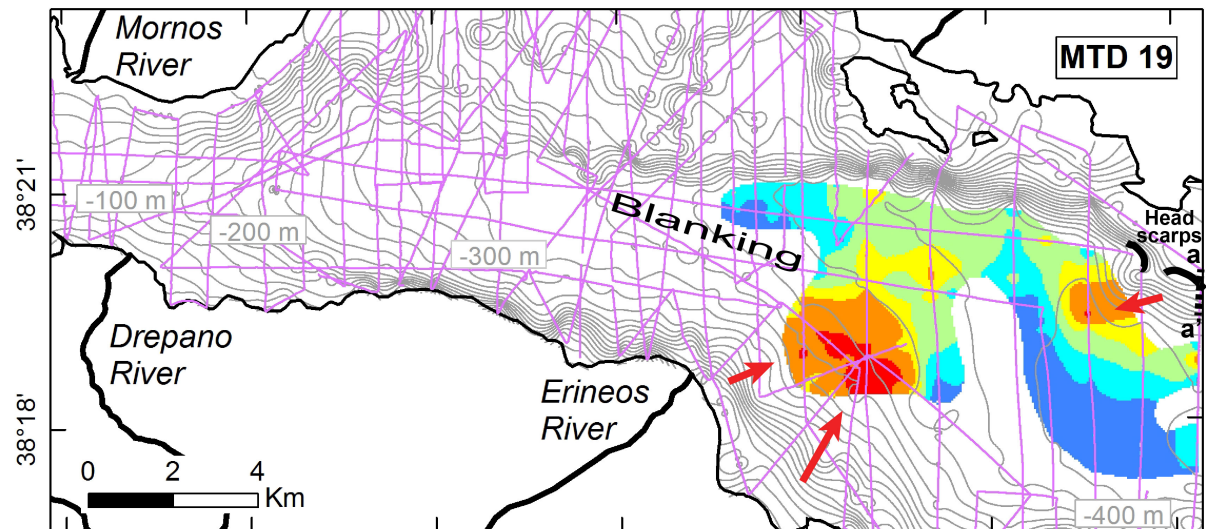 Mornos
River
MTD 19
38°21'
-100 m
-200 m
-300 m
Blanking
Head
scarps
a
a'
Drepano
River
Erineos
River
38°18'
0 2 4
Km
-400 m